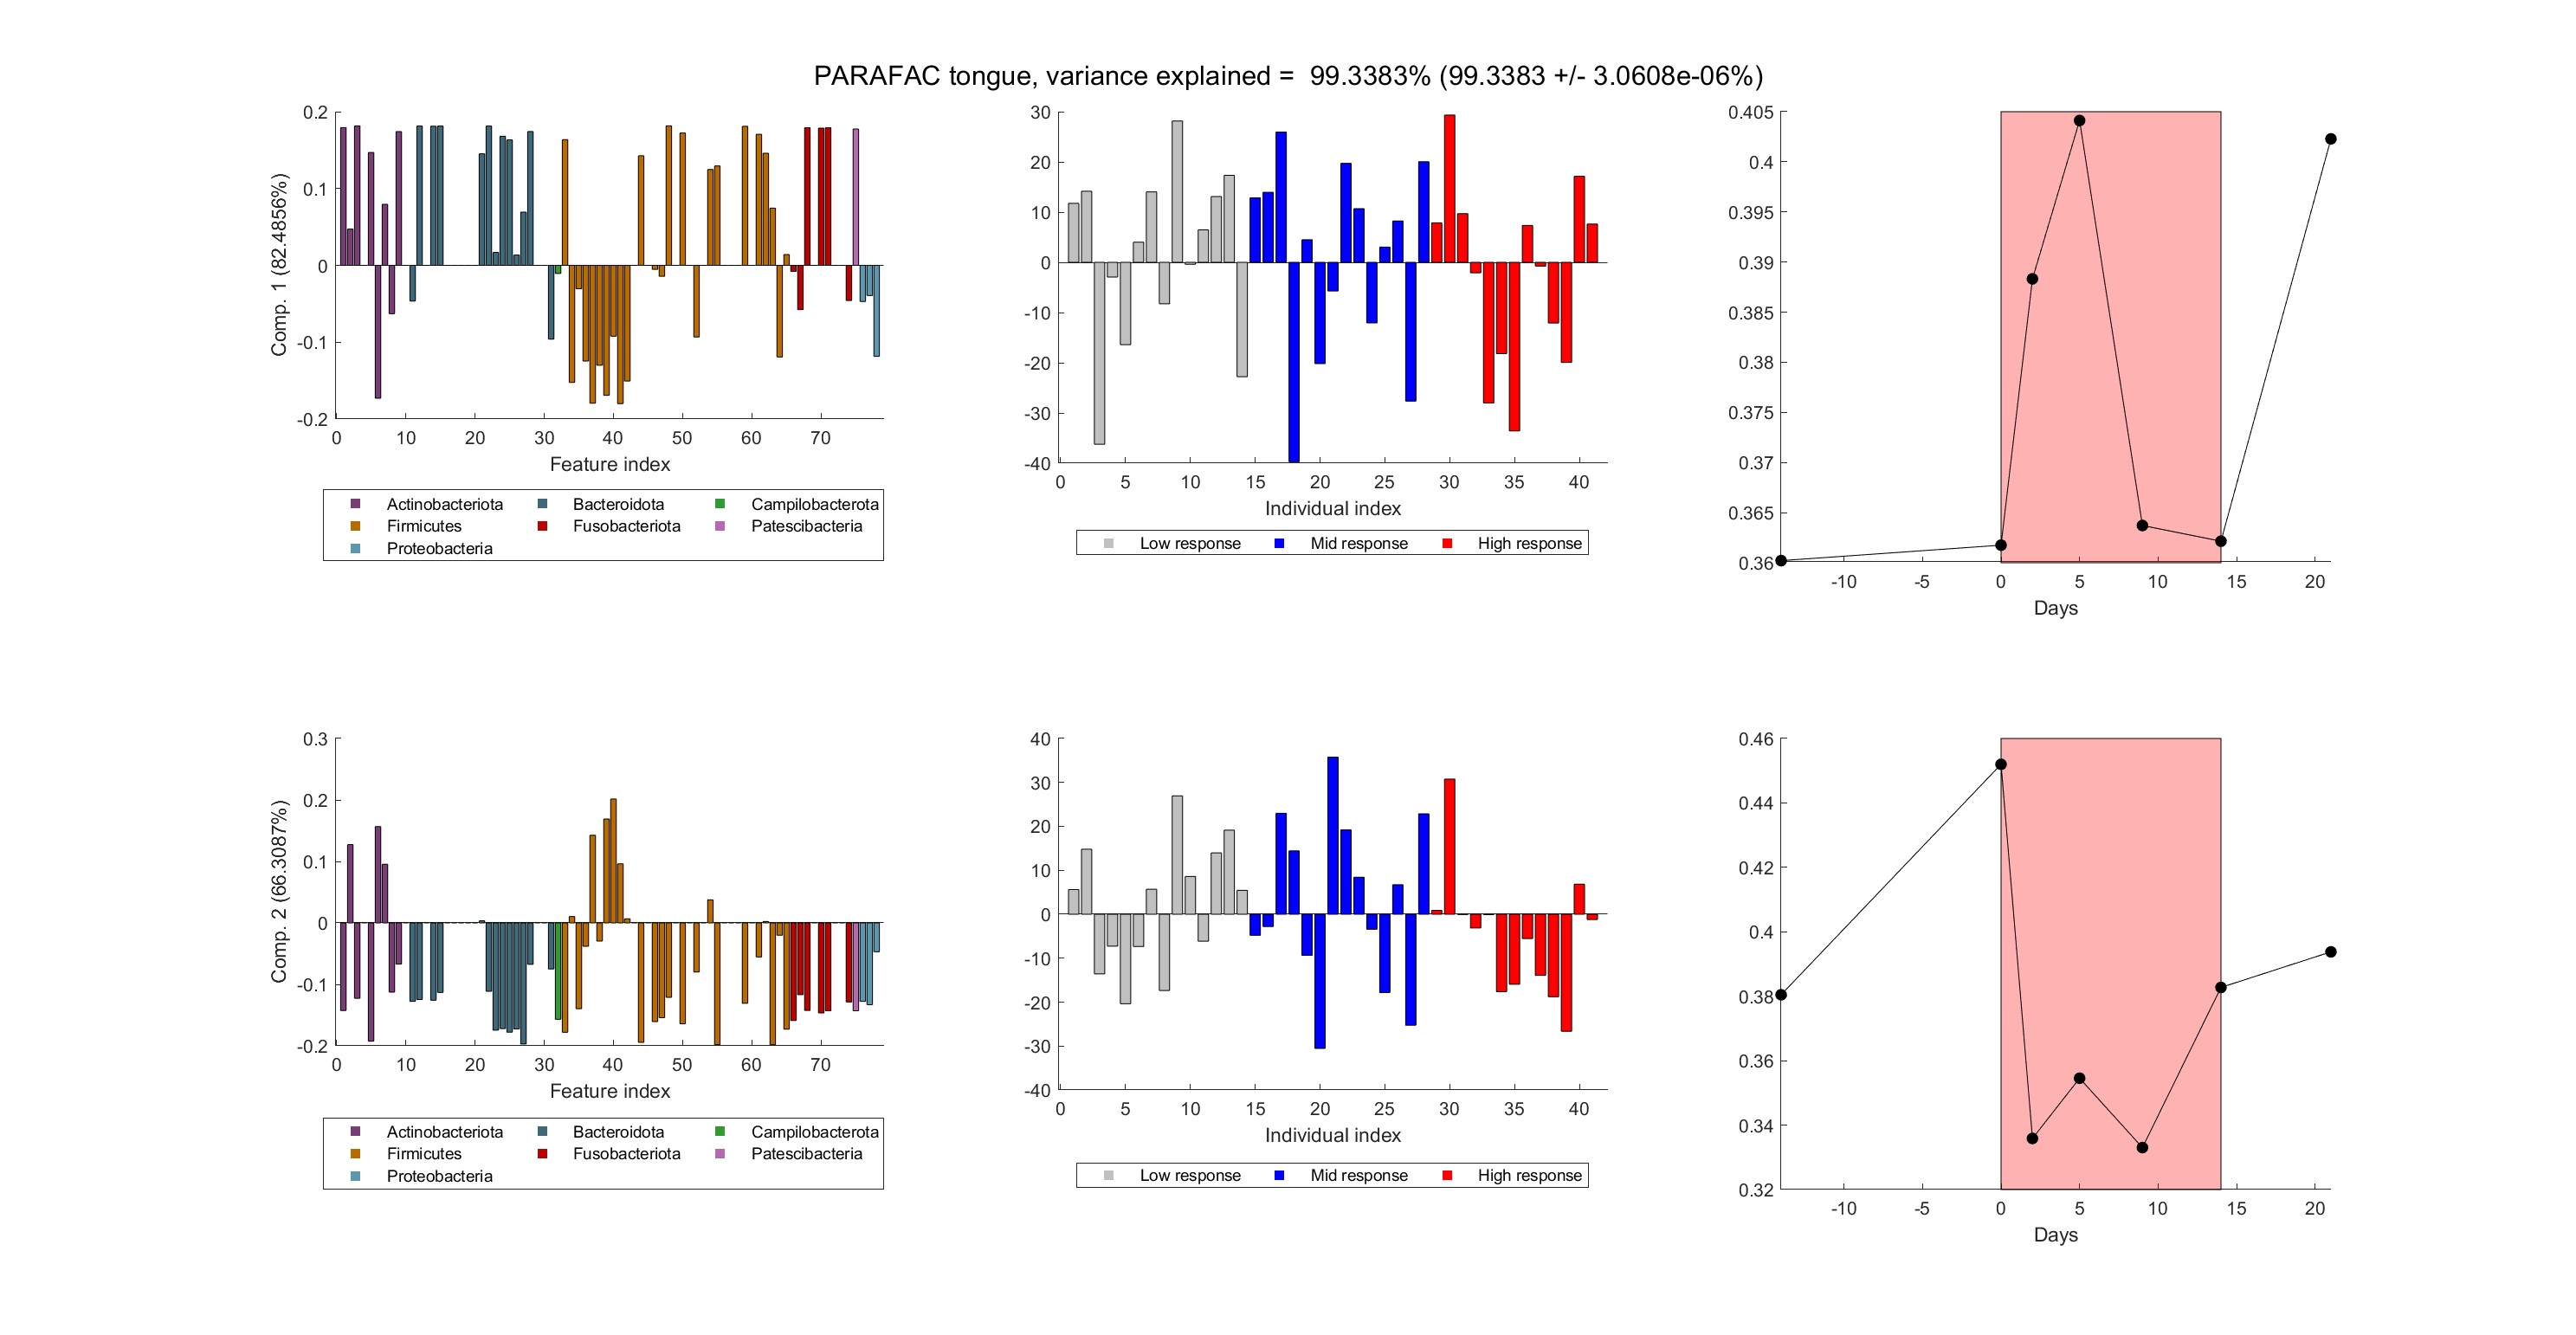 PARAFAC tongue, variance explained =  99.3383% (99.3383 +/- 3.0608e-06%)
Comp. 1 (82.4856%)
0.2
0.1
0
-0.1
-0.2
0 10 20 30 40 50 60 70
Feature index
Actinobacteriota Bacteroidota Campilobacterota
Firmicutes Fusobacteriota Patescibacteria
Proteobacteria
30
20
10
0
-10
-20
-30
-40
0 5 10 15 20 25 30 35 40
Individual index
Low response Mid response High response
0.405
0.4
0.395
0.39
0.385
0.38
0.375
0.37
0.365
0.36
-10 -5 0 5 10 15 20
Days
Comp. 2 (66.3087%)
0.3
0.2
0.1
0
-0.1
-0.2
0 10 20 30 40 50 60 70
Feature index
Actinobacteriota Bacteroidota Campilobacterota
Firmicutes Fusobacteriota Patescibacteria
Proteobacteria
40
30
20
10
0
-10
-20
-30
-40
0 5 10 15 20 25 30 35 40
Individual index
Low response Mid response High response
0.46
0.44
0.42
0.4
0.38
0.36
0.34
0.32
-10 -5 0 5 10 15 20
Days